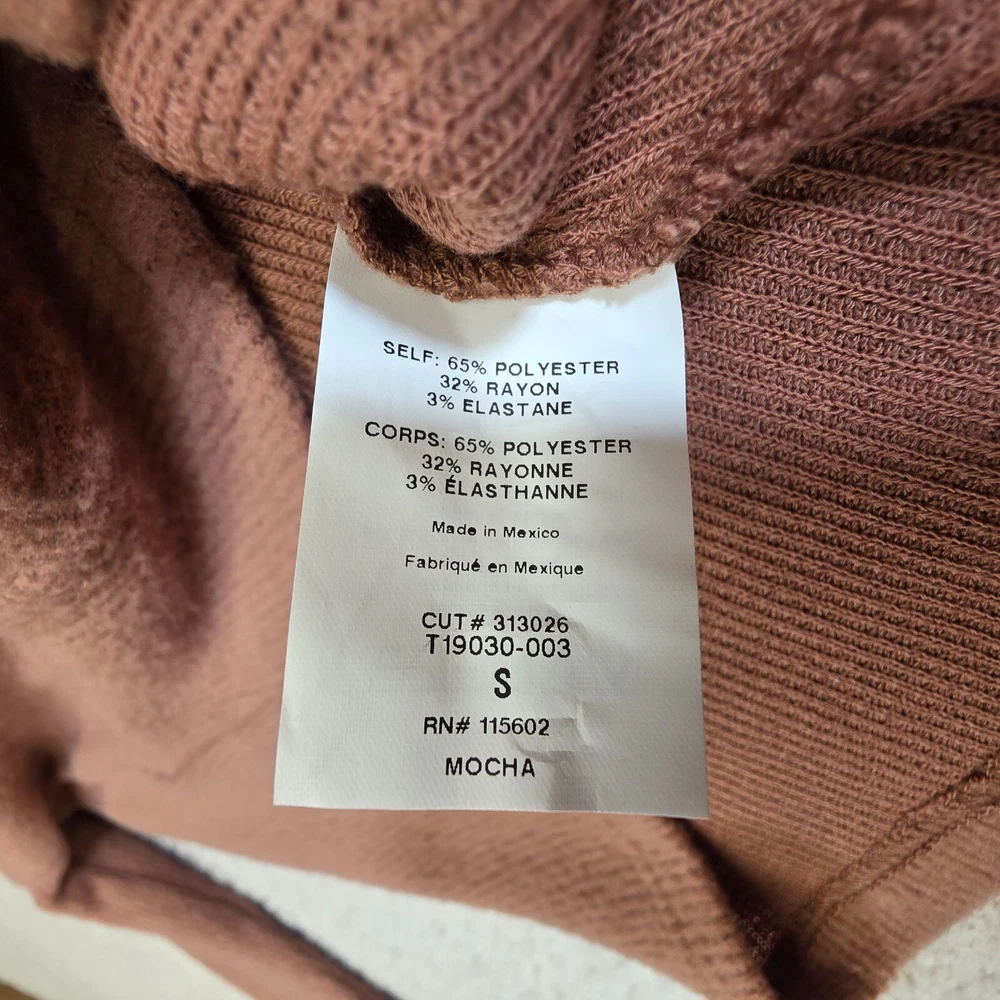 SELF: 65% POLYESTER
32% RAYON
3% ELASTANE
CORPS: 65% POLYESTER
32% RAYONNE
3% ÉLASTHANNE
Made in Mexico
Fabriqué en Mexique
CUT# 313026
T19030-003
S
RN# 115602
MOCHA